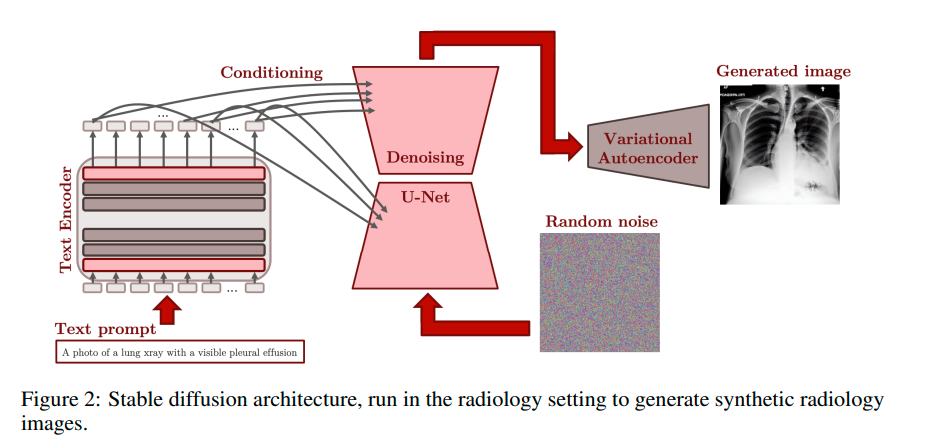 Conditioning
Generated image
...
...
Denoising
Variational
Autoencoder
U-Net
Text Encoder
Random noise
...
Text prompt
A photo of a lung xray with a visible pleural effusion
Figure 2: Stable diffusion architecture, run in the radiology setting to generate synthetic radiology
images.